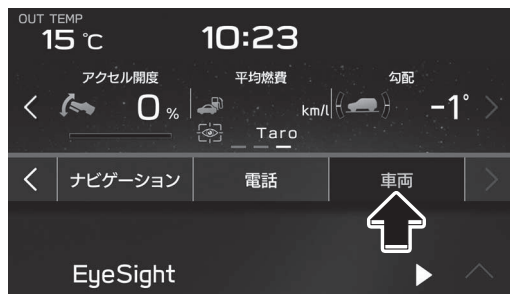 OUT TEMP
15 ℃ 10:23
アクセル開度 平均燃費 勾配
0 % km/l -1°
Taro
ナビゲーション 電話 車両
EyeSight